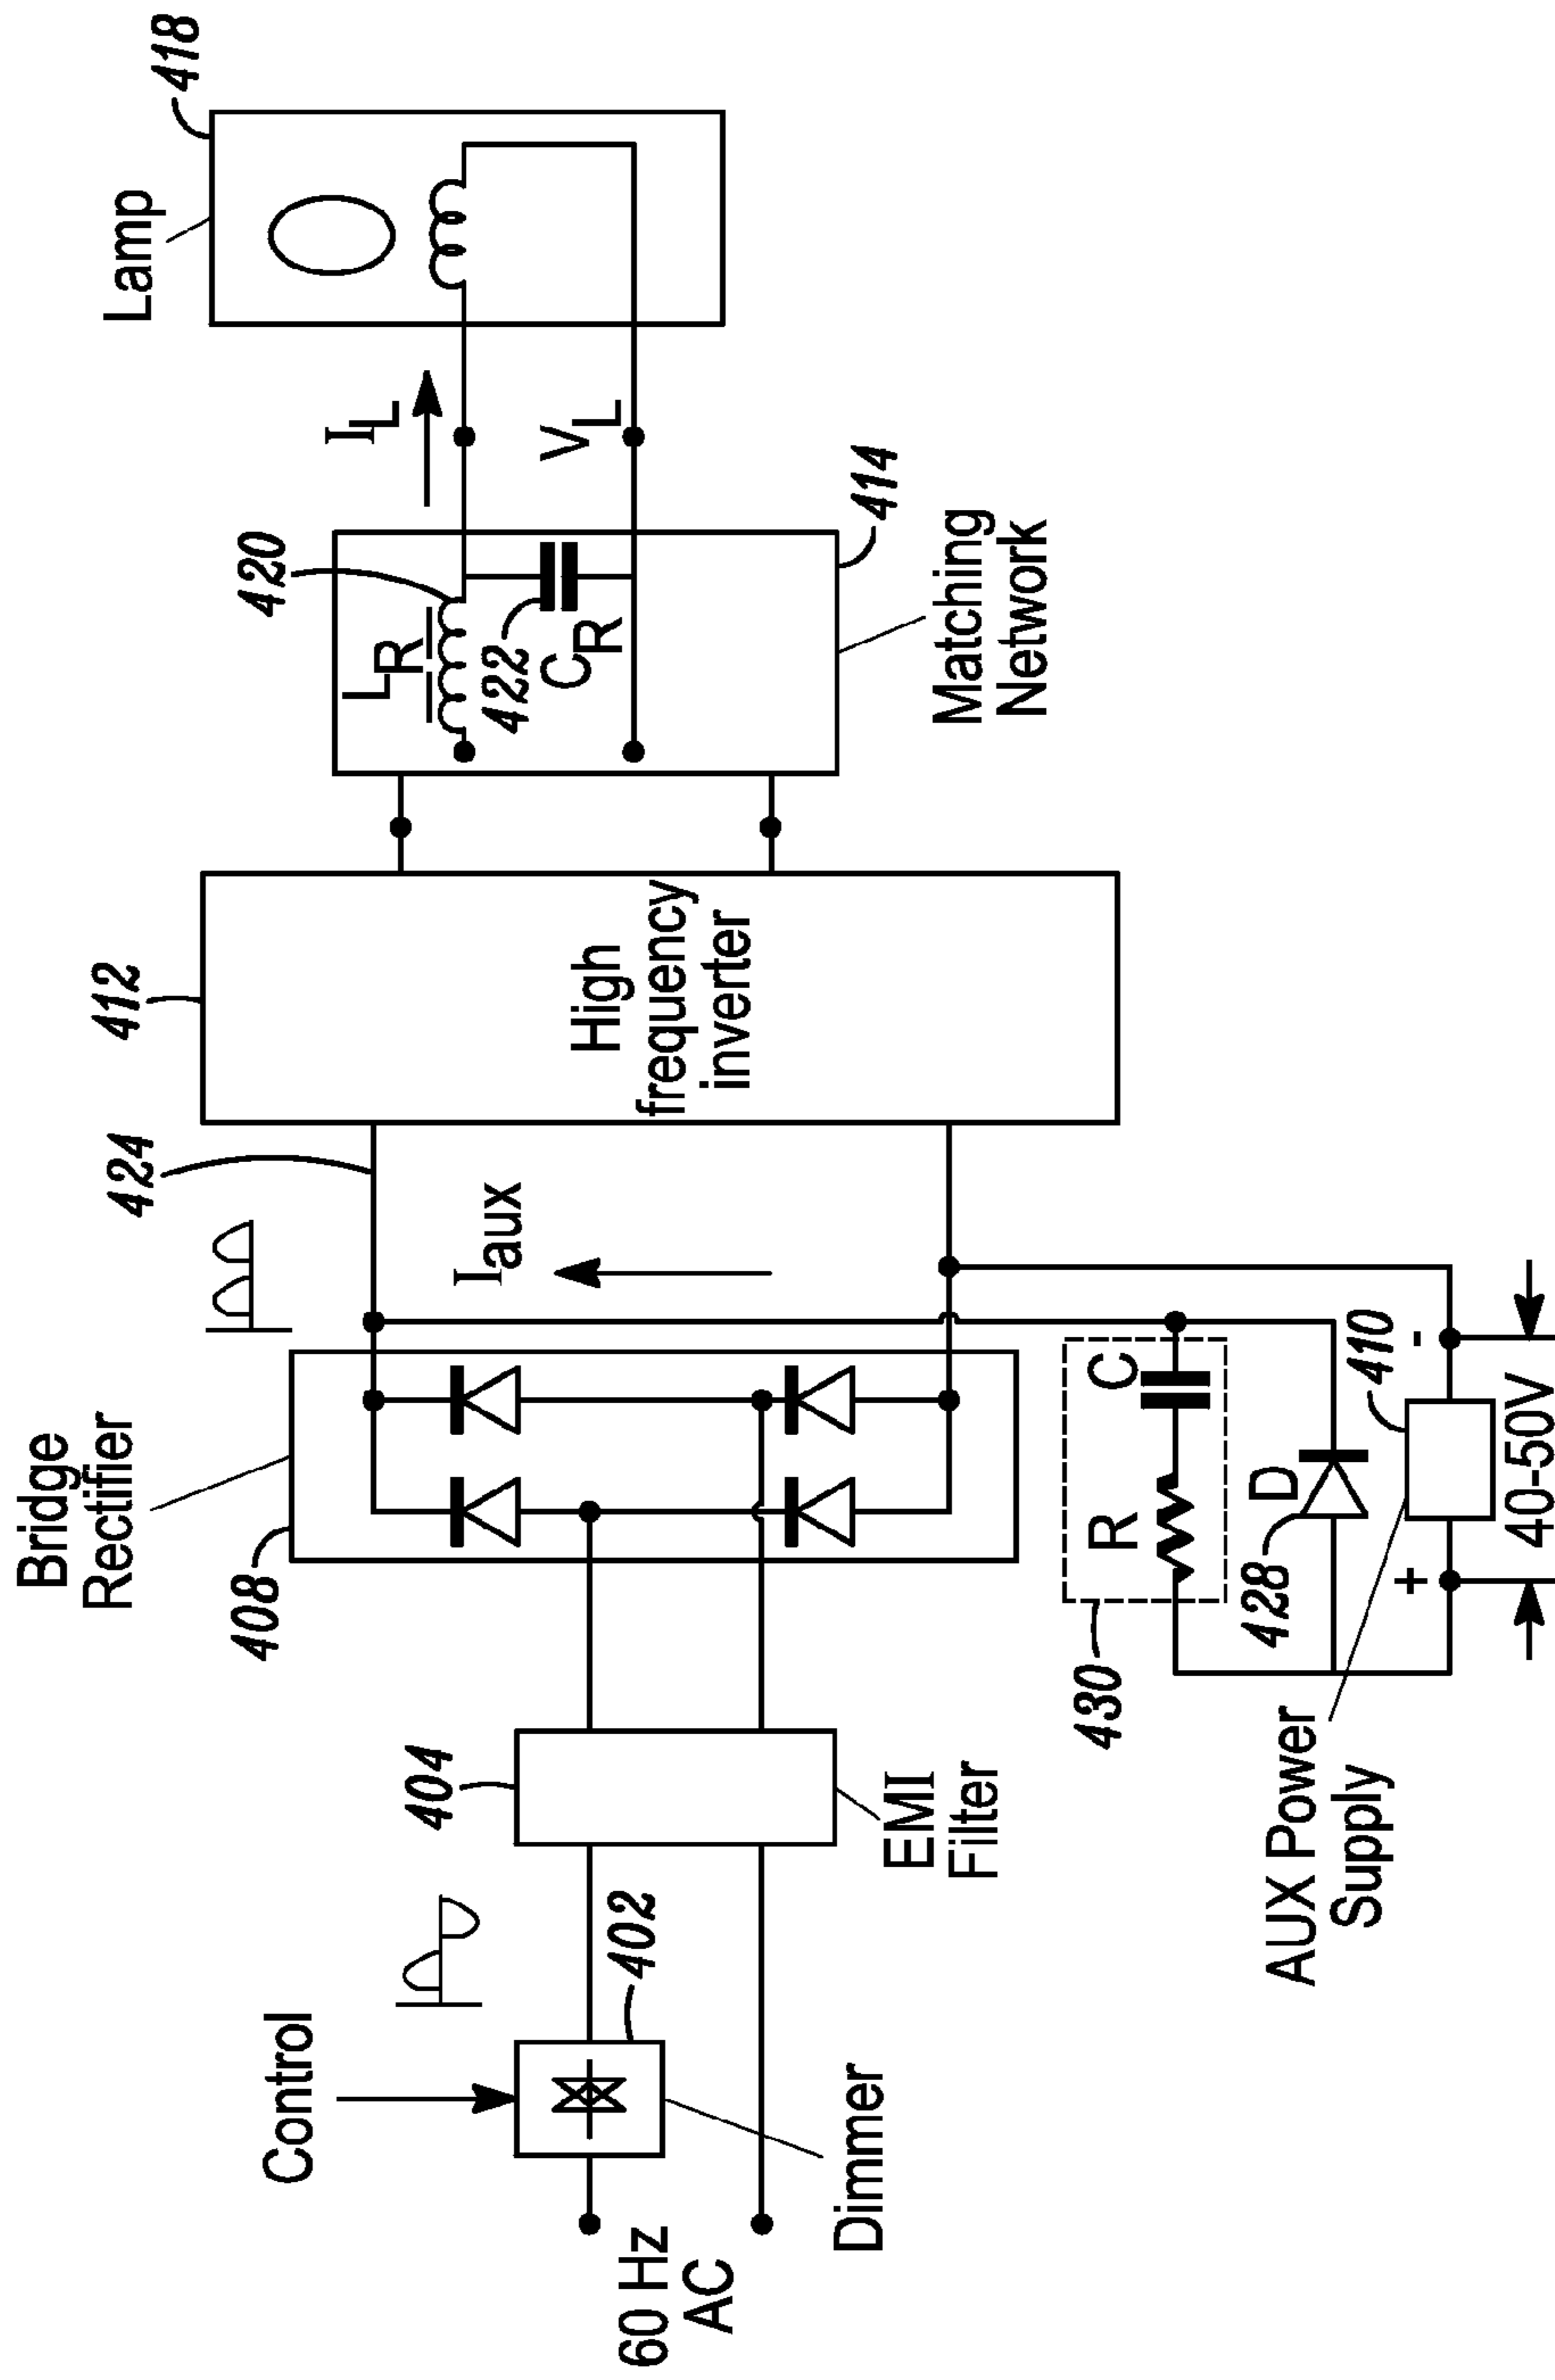 Bridge
Rectifier
408
424
412
Lamp
418
Control
402
404
60 Hz
AC
Dimmer
EMI
Filter
I aux
High
frequency
inverter
420
L R
422
C R
I L
V L
414
Matching
Network
430
R
C
428
D
AUX Power
Supply
410
+
-
40-50V